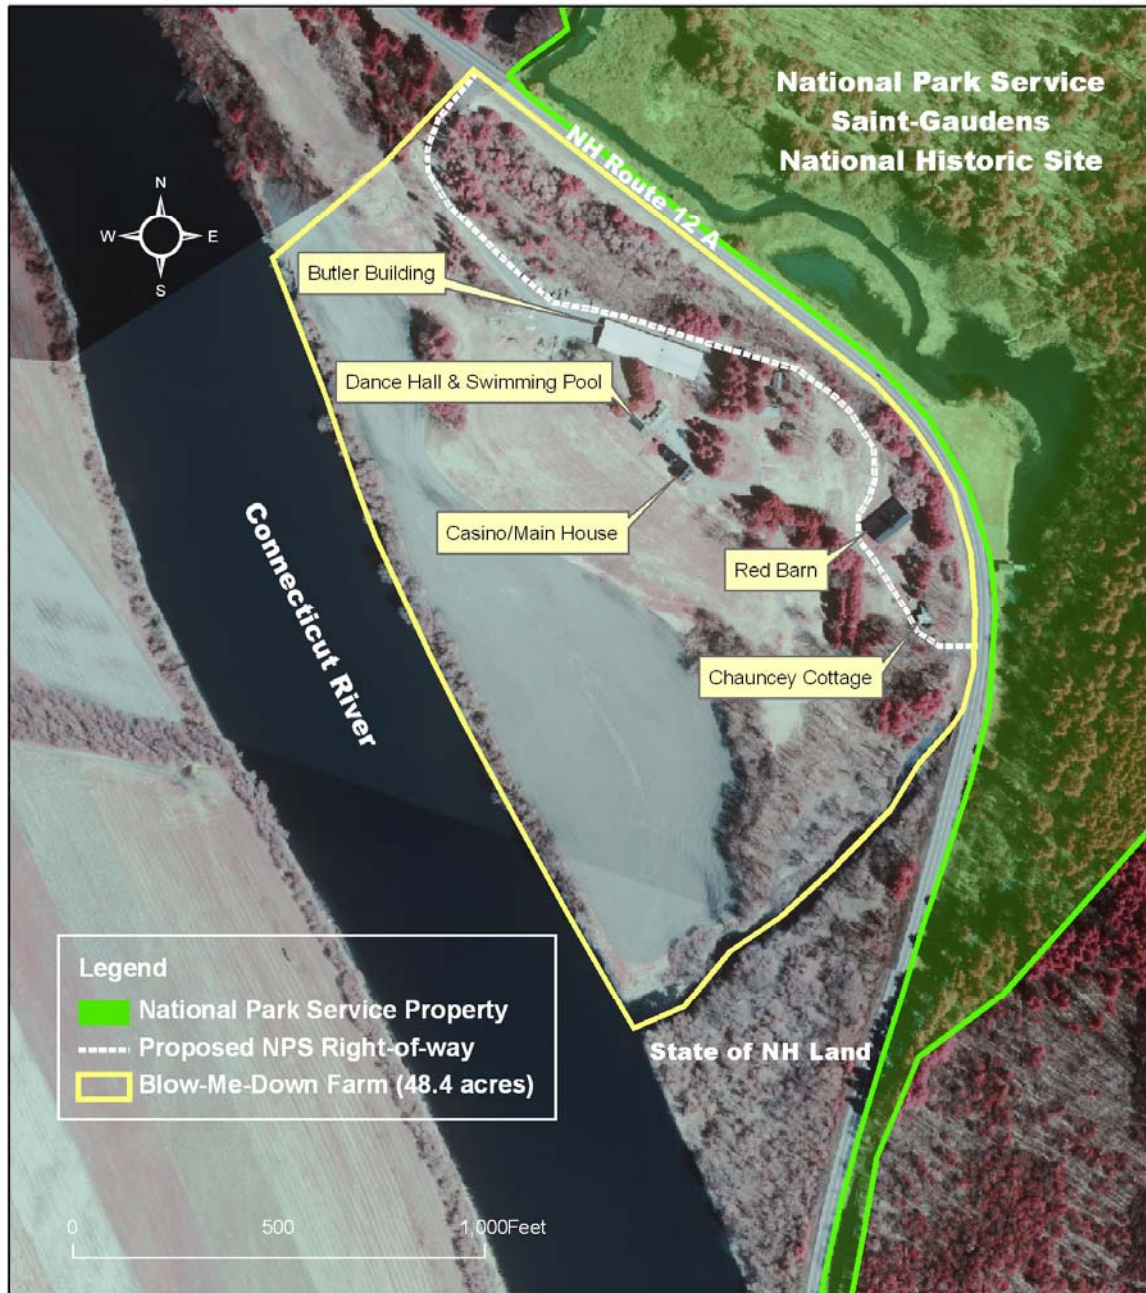 National Park Service
Saint-Gaudens
National Historic Site
NH Route 12 A
N
W E
S
Butler Building
Dance Hall & Swimming Pool
Casino/Main House
Red Barn
Chauncey Cottage
Connecticut River
State of NH Land
Legend
National Park Service Property
Proposed NPS Right-of-way
Blow-Me-Down Farm (48.4 acres)
0 500 1,000Feet